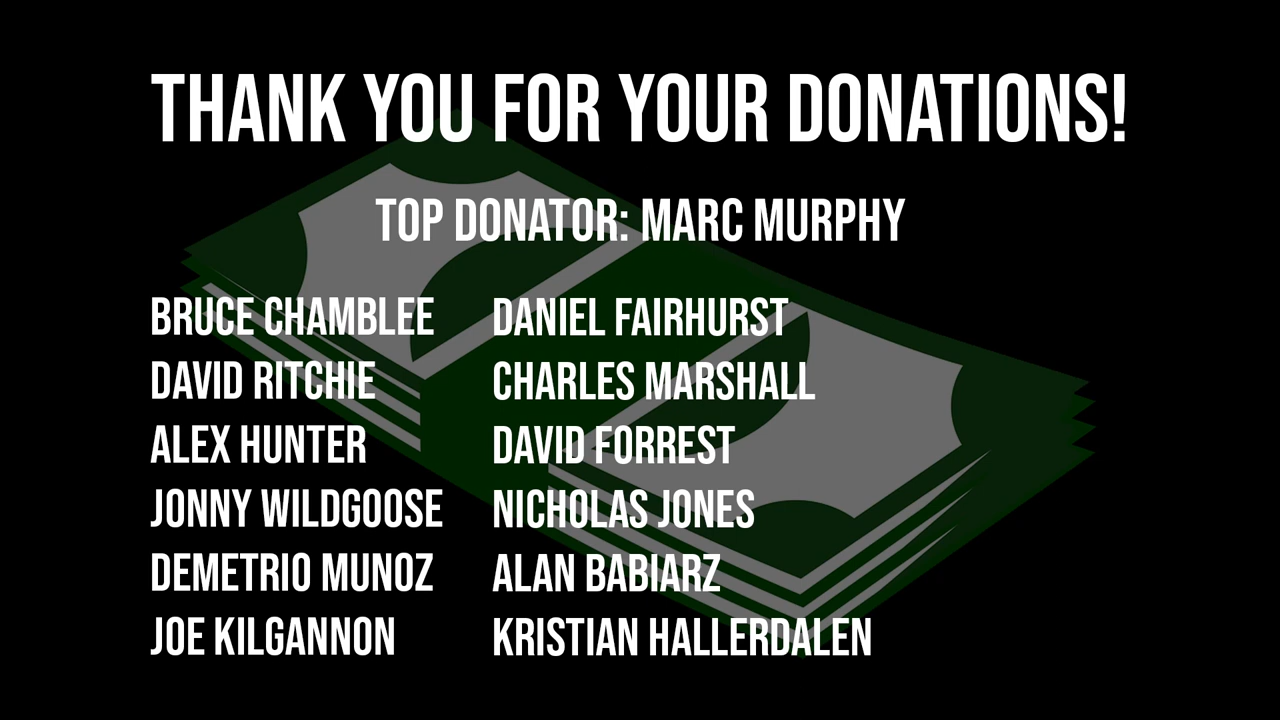 THANK YOU FOR YOUR DONATIONS!
TOP DONATOR: MARC MURPHY
BRUCE CHAMBLEE
DAVID RITCHIE
ALEX HUNTER
JONNY WILDGOOSE
DEMETRIO MUNOZ
JOE KILGANNON
DANIEL FAIRHURST
CHARLES MARSHALL
DAVID FORREST
NICHOLAS JONES
ALAN BABIARZ
KRISTIAN HALLERDALEN